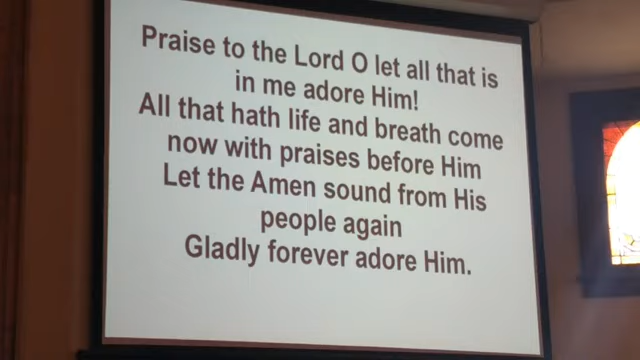 Praise to the Lord O let all that is
in me adore Him!
All that hath life and breath come
now with praises before Him
Let the Amen sound from His
people again
Gladly forever adore Him.